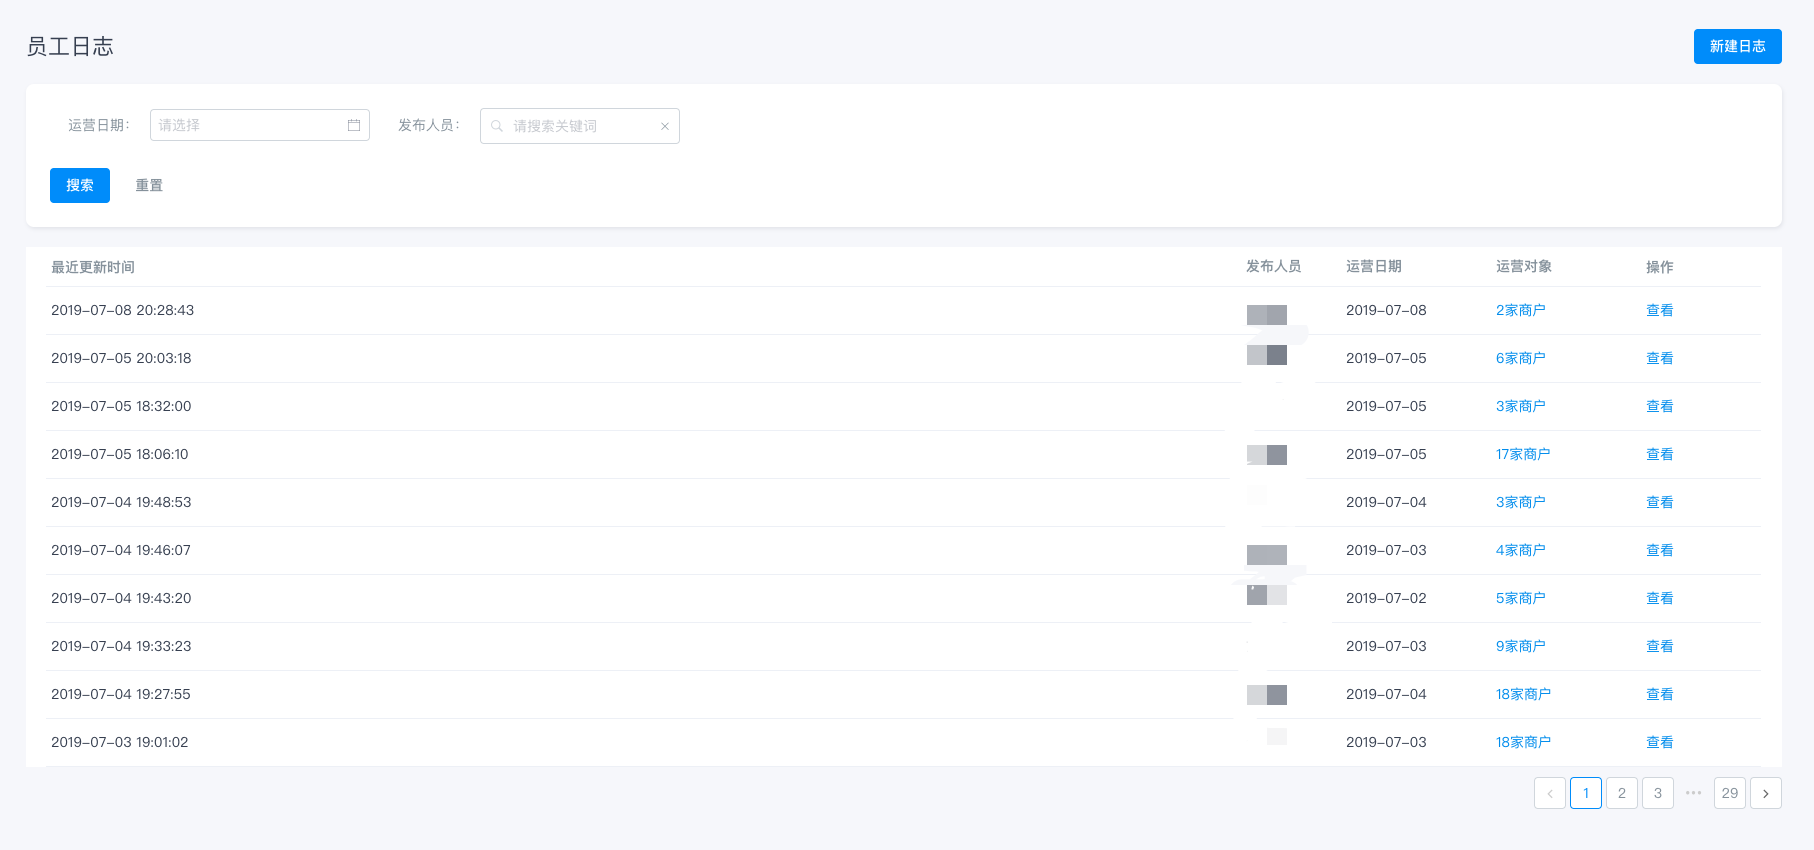 员工日志 新建日志
运营日期： 请选择 发布人员： 请搜索关键词
搜索 重置
最近更新时间 发布人员 运营日期 运营对象 操作
2019-07-08 20:28:43 2019-07-08 2家商户 查看
2019-07-05 20:03:18 2019-07-05 6家商户 查看
2019-07-05 18:32:00 2019-07-05 3家商户 查看
2019-07-05 18:06:10 2019-07-05 17家商户 查看
2019-07-04 19:48:53 2019-07-04 3家商户 查看
2019-07-04 19:46:07 2019-07-03 4家商户 查看
2019-07-04 19:43:20 2019-07-02 5家商户 查看
2019-07-04 19:33:23 2019-07-03 9家商户 查看
2019-07-04 19:27:55 2019-07-04 18家商户 查看
2019-07-03 19:01:02 2019-07-03 18家商户 查看
1 2 3 ••• 29